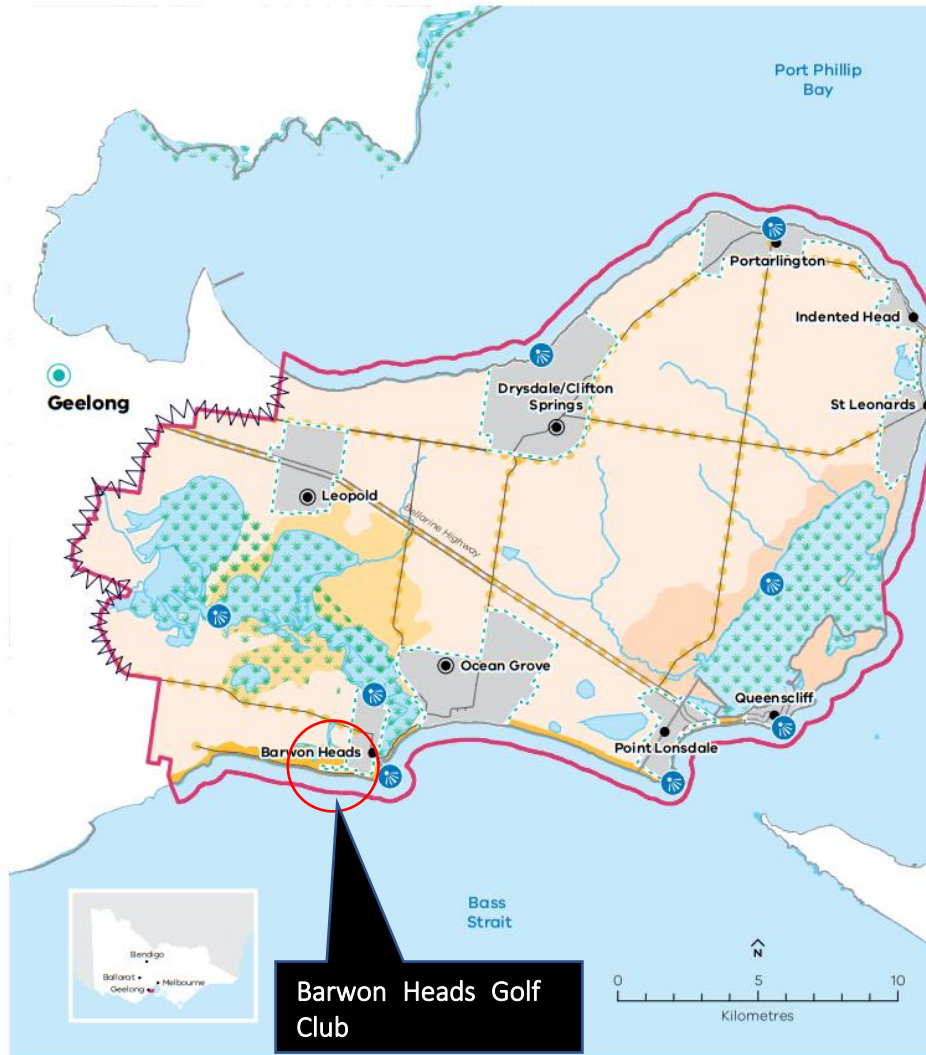 Port Phillip
Bay
Portarlington
Indented Head
Geelong
Drysdale/Clifton
Springs
St Leonards
Leopold
Bellarine Highway
Ocean Grove
Queenscliff
Barwon Heads
Point Lonsdale
Bass
Strait
Bendigo
Ballarat
Melbourne
Geelong
N
0 5 10
Kilometres
Barwon Heads Golf
Club